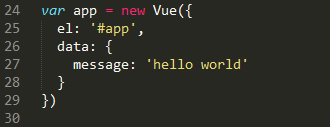 24 var app = new Vue({
25   el: '#app',
26   data: {
27     message: 'hello world'
28   }
29 })
30